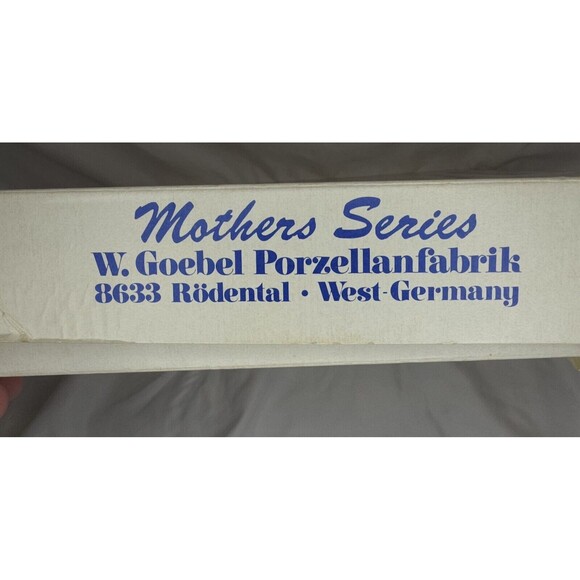 Mothers Series
W. Goebel Porzellanfabrik
8633 Rödental • West-Germany